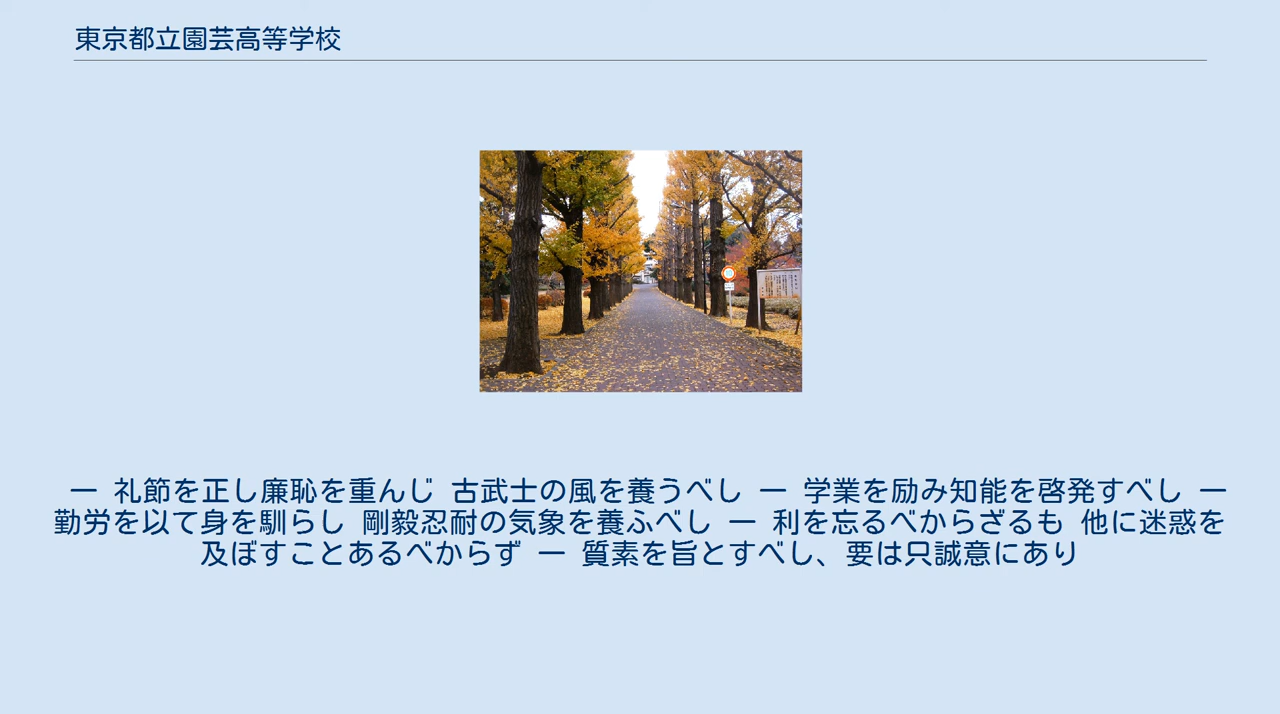 東京都立園芸高等学校
一 礼節を正し廉恥を重んじ 古武士の風を養うべし 一 学業を励み知能を啓発すべし 一
勤労を以て身を馴らし 剛毅忍耐の気象を養ふべし 一 利を忘るべからざるも 他に迷惑を
及ぼすことあるべからず 一 質素を旨とすべし、要は只誠意にあり